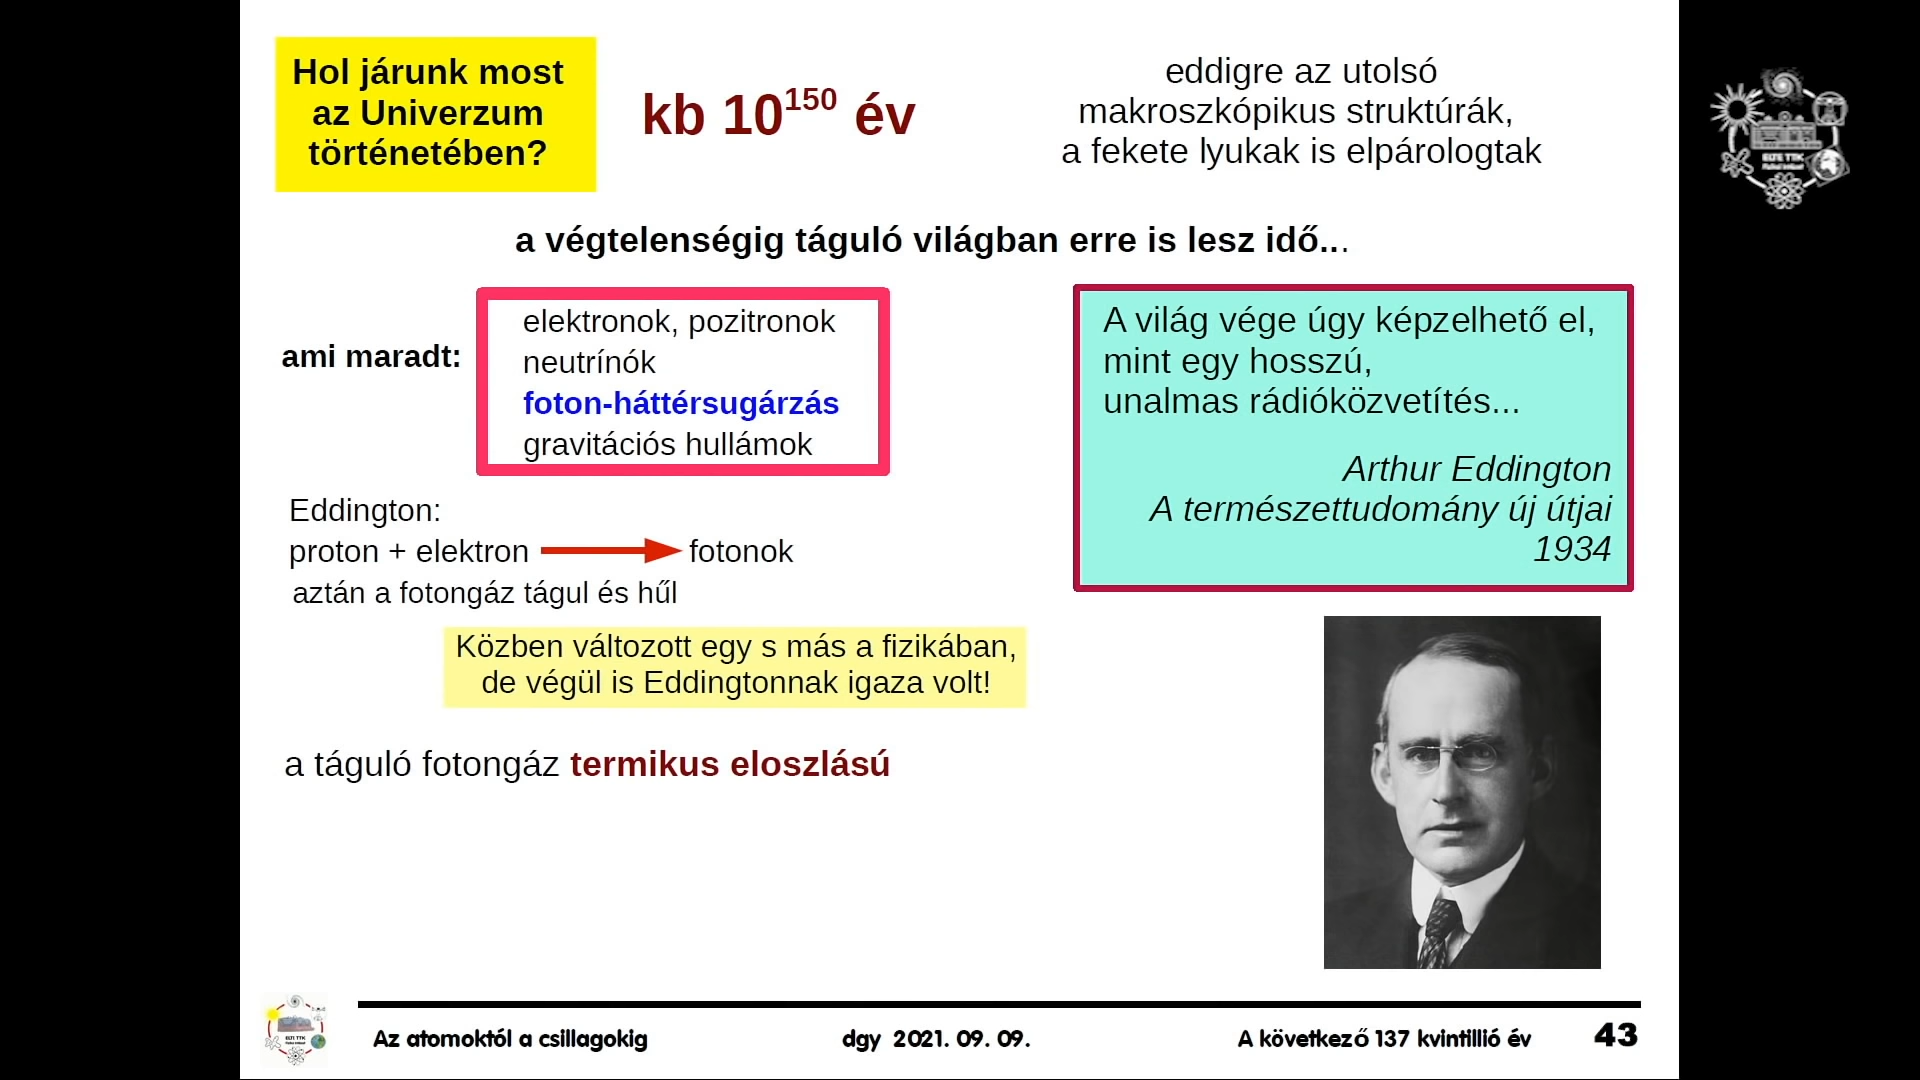 Hol járunk most
az Univerzum
történetében?
kb 10^150 év
eddigre az utolsó
makroszkópikus struktúrák,
a fekete lyukak is elpárologtak
a végtelenségig táguló világban erre is lesz idő...
ami maradt:
elektronok, pozitronok
neutrínók
foton-háttérsugárzás
gravitációs hullámok
A világ vége úgy képzelhető el,
mint egy hosszú,
unalmas rádióközvetítés...
Arthur Eddington
A természettudomány új útjai
1934
Eddington:
proton + elektron fotonok
aztán a fotongáz tágul és hűl
Közben változott egy s más a fizikában,
de végül is Eddingtonnak igaza volt!
a táguló fotongáz termikus eloszlású
Az atomoktól a csillagokig
dgy 2021. 09. 09.
A következő 137 kvintillió év
43
ELTE TTK